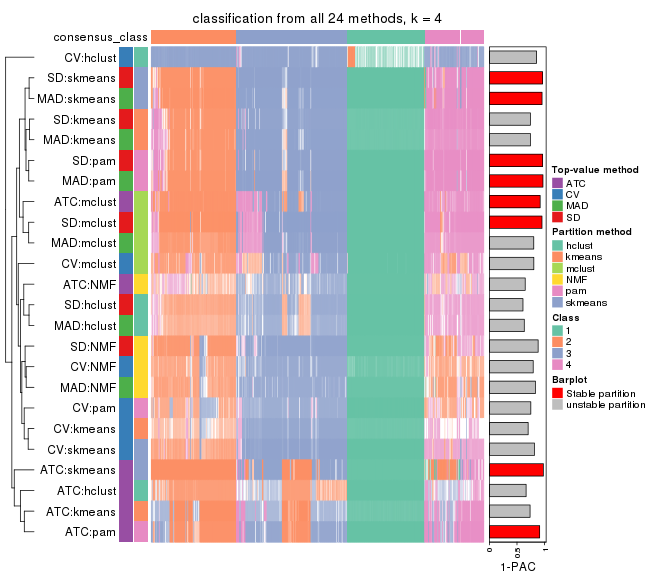 classification from all 24 methods, k = 4
consensus_class
CV:hclust
SD:skmeans
MAD:skmeans
SD:kmeans
MAD:kmeans
SD:pam
MAD:pam
ATC:mclust
SD:mclust
MAD:mclust
CV:mclust
ATC:NMF
SD:hclust
MAD:hclust
SD:NMF
CV:NMF
MAD:NMF
CV:pam
CV:kmeans
CV:skmeans
ATC:skmeans
ATC:hclust
ATC:kmeans
ATC:pam
0
0.5
1
1-PAC
Top-value method
ATC
CV
MAD
SD
Partition method
hclust
kmeans
mclust
NMF
pam
skmeans
Class
1
2
3
4
Barplot
Stable partition
unstable partition